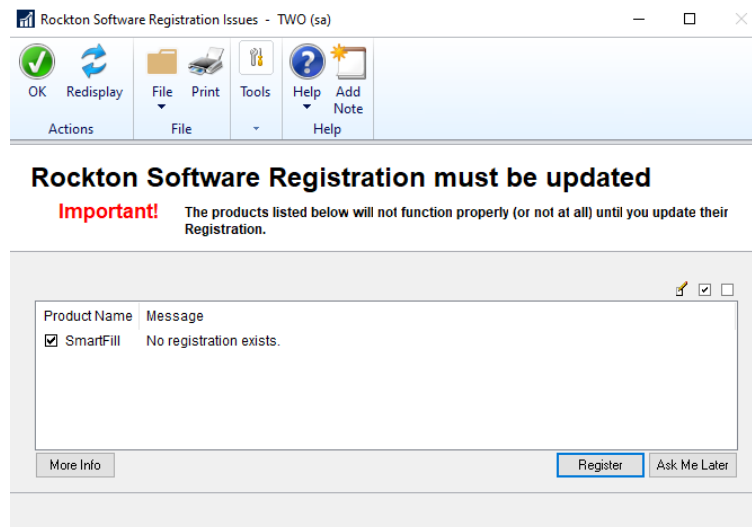 Rockton Software Registration Issues - TWO (sa)
OK Redisplay File Print Tools Help Add Note
Actions File Help
Rockton Software Registration must be updated
Important! The products listed below will not function properly (or not at all) until you update their
Registration.
Product Name Message
SmartFill No registration exists.
More Info Register Ask Me Later